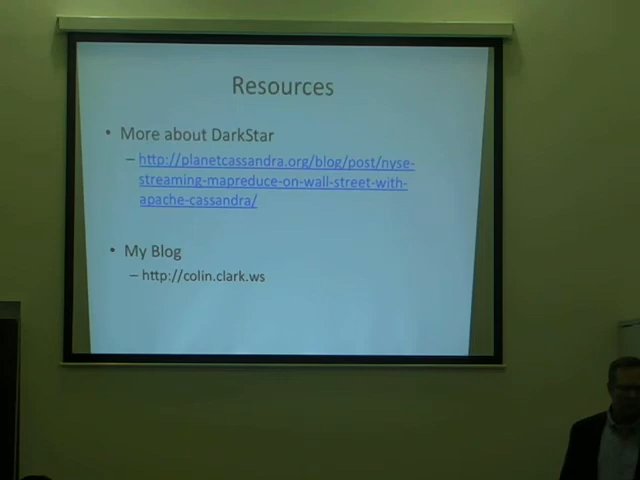 Resources
• More about DarkStar
– http://planetcassandra.org/blog/post/nyse-
streaming-mapreduce-on-wall-street-with-
apache-cassandra/
• My Blog
– http://colin.clark.ws